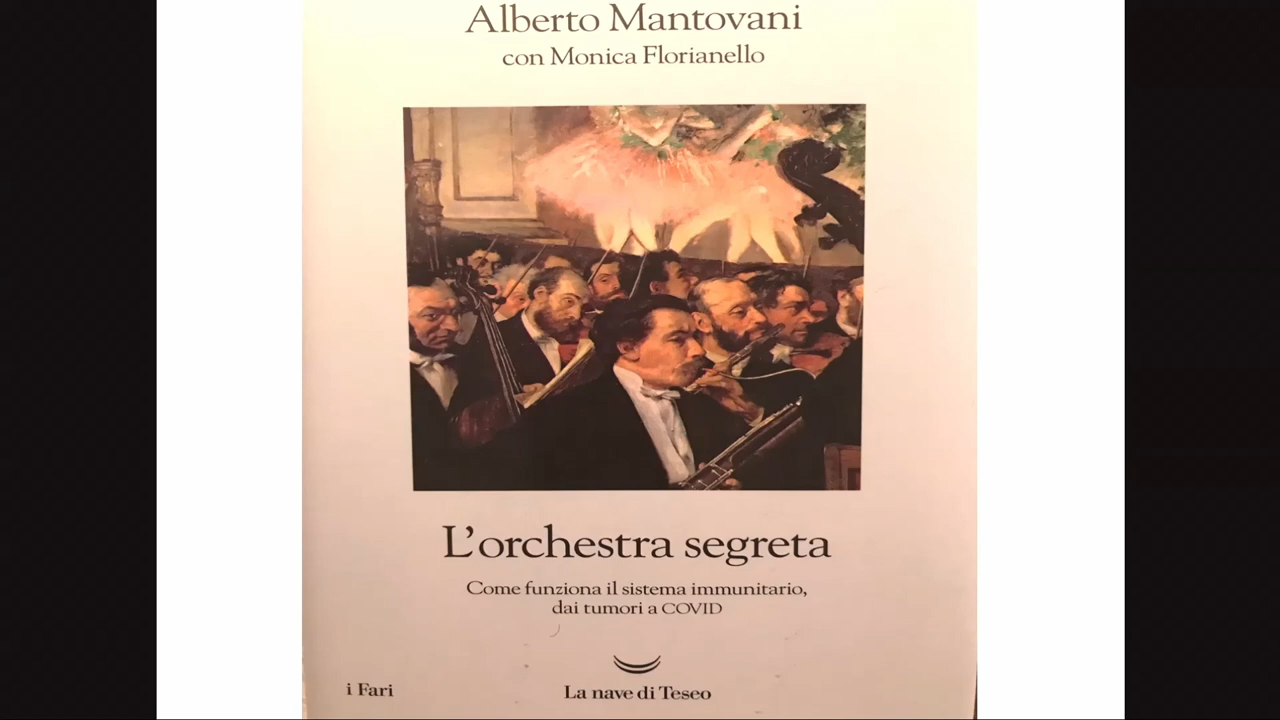 Alberto Mantovani
con Monica Florianello
L'orchestra segreta
Come funziona il sistema immunitario,
dai tumori a COVID
i Fari
La nave di Teseo